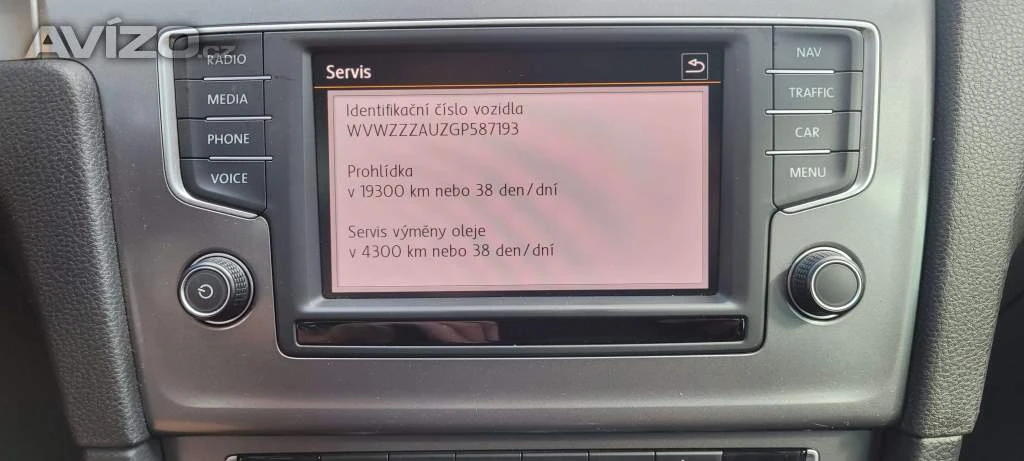 AVÍZO.cz
RADIO
MEDIA
PHONE
VOICE
Servis
Identifikační číslo vozidla
WVWZZZAUZGP587193
Prohlídka
v 19300 km nebo 38 den/dní
Servis výměny oleje
v 4300 km nebo 38 den/dní
NAV
TRAFFIC
CAR
MENU